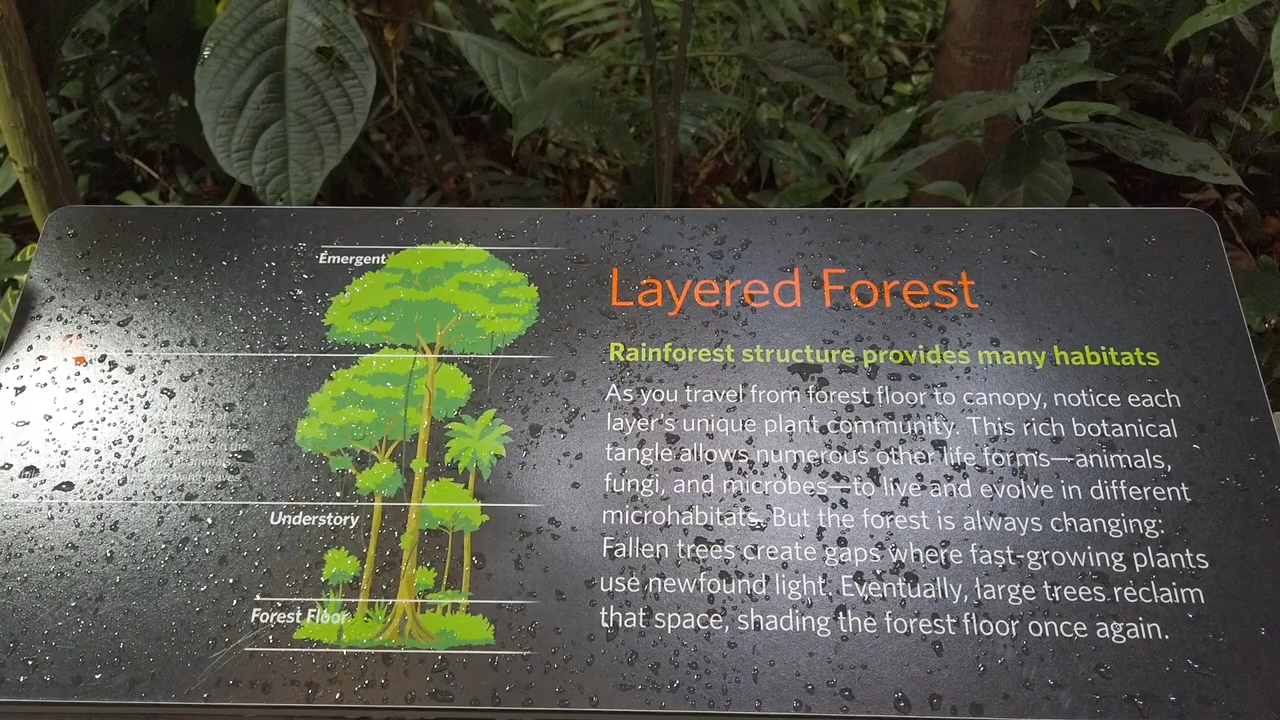 Emergent
Understory
Forest Floor
Layered Forest
Rainforest structure provides many habitats
As you travel from forest floor to canopy, notice each
layer's unique plant community. This rich botanical
tangle allows numerous other life forms—animals,
fungi, and microbes—to live and evolve in different
microhabitats. But the forest is always changing:
Fallen trees create gaps where fast-growing plants
use newfound light. Eventually, large trees reclaim
that space, shading the forest floor once again.